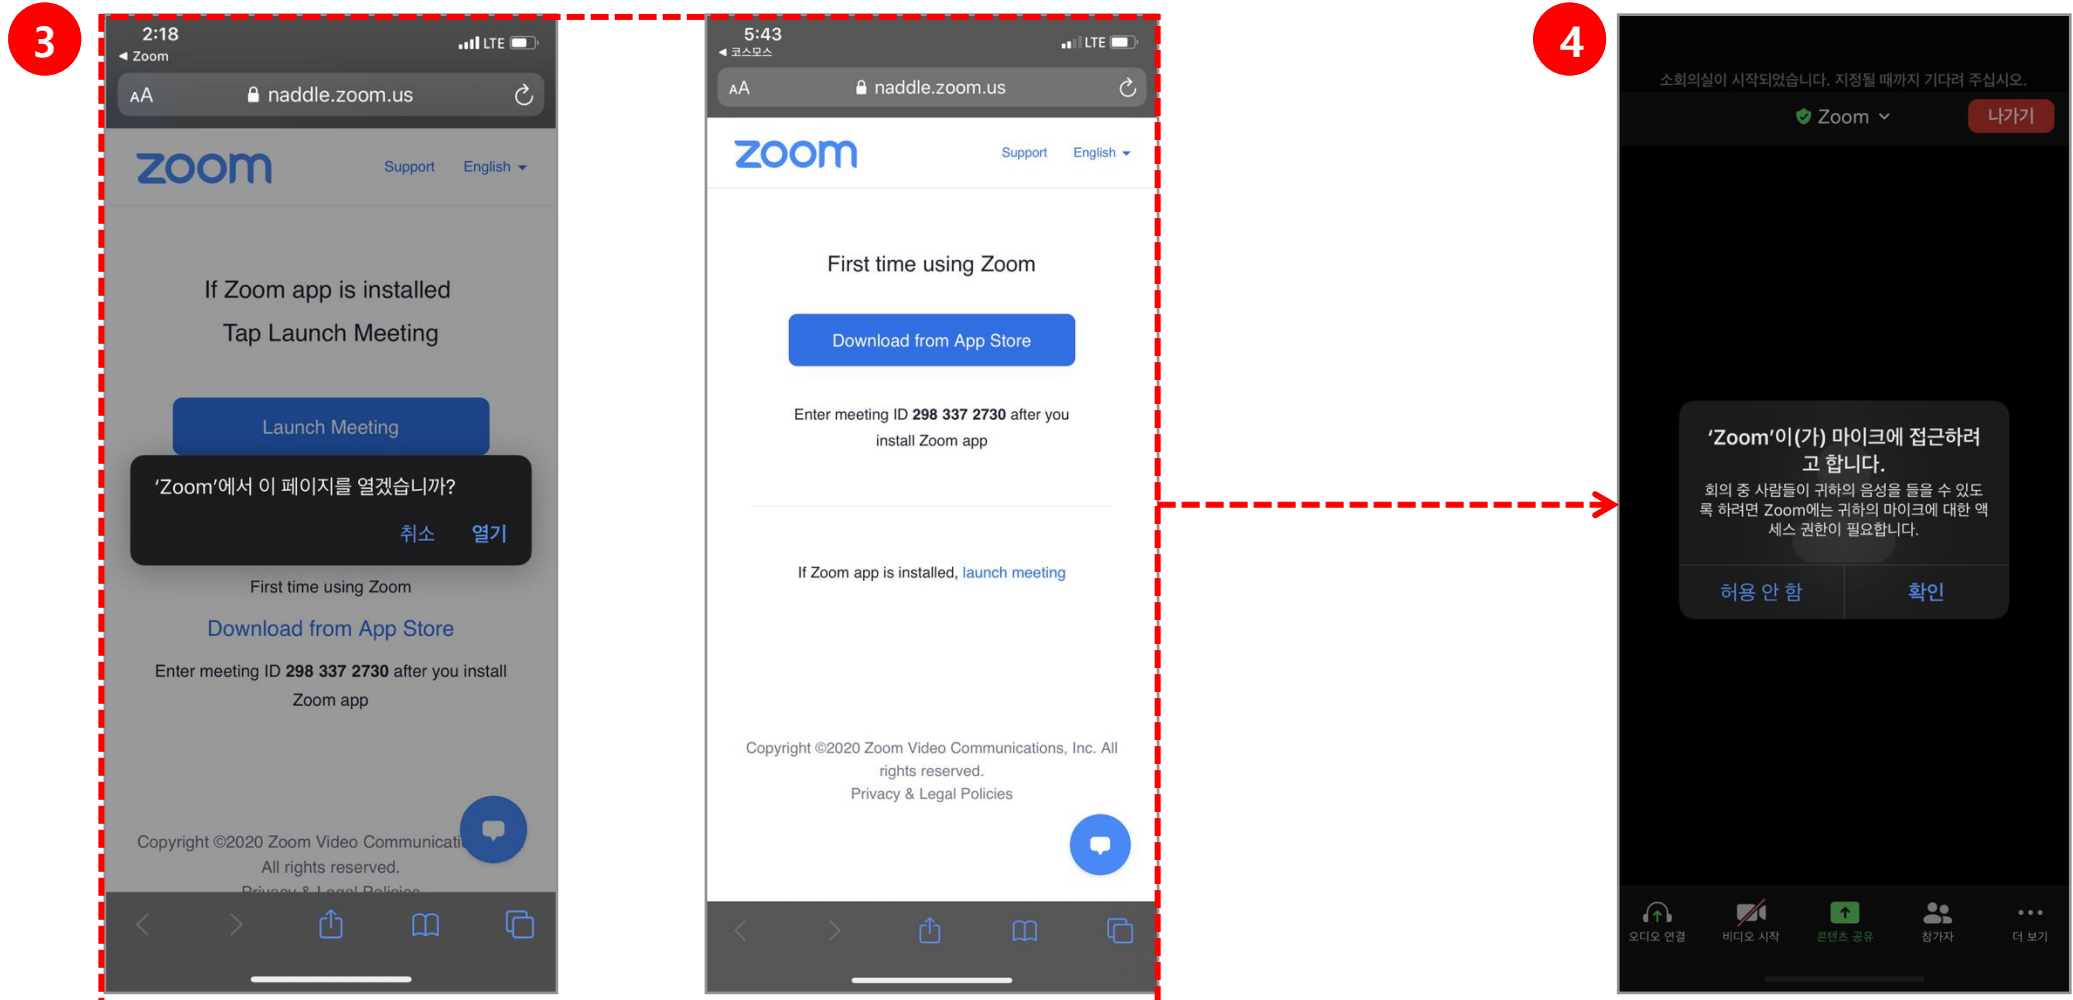 3
2:18
LTE
◀ Zoom
AA
naddle.zoom.us
zoom
Support
English
If Zoom app is installed
Tap Launch Meeting
Launch Meeting
'Zoom'에서 이 페이지를 열겠습니까?
취소
열기
First time using Zoom
Download from App Store
Enter meeting ID 298 337 2730 after you install
Zoom app
Copyright ©2020 Zoom Video Communicati
All rights reserved.
Privacy & Legal Policies
5:43
LTE
◀ 코스모스
AA
naddle.zoom.us
zoom
Support
English
First time using Zoom
Download from App Store
Enter meeting ID 298 337 2730 after you
install Zoom app
If Zoom app is installed, launch meeting
Copyright ©2020 Zoom Video Communications, Inc. All
rights reserved.
Privacy & Legal Policies
4
소회의실이 시작되었습니다. 지정될 때까지 기다려 주십시오.
Zoom
나가기
'Zoom'이(가) 마이크에 접근하려
고 합니다.
회의 중 사람들이 귀하의 음성을 들을 수 있도
록 하려면 Zoom에는 귀하의 마이크에 대한 액
세스 권한이 필요합니다.
허용 안 함
확인
오디오 연결
비디오 시작
콘텐츠 공유
참가자
더 보기